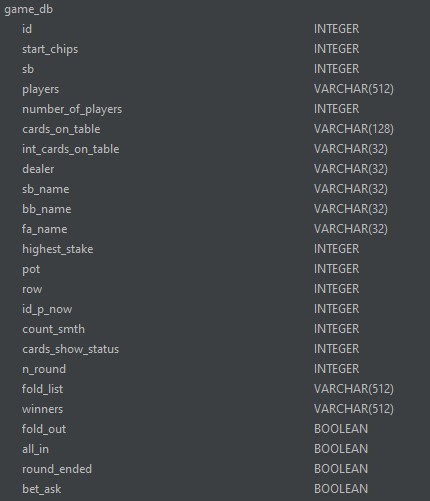 game_db
id INTEGER
start_chips INTEGER
sb INTEGER
players VARCHAR(512)
number_of_players INTEGER
cards_on_table VARCHAR(128)
int_cards_on_table VARCHAR(32)
dealer VARCHAR(32)
sb_name VARCHAR(32)
bb_name VARCHAR(32)
fa_name VARCHAR(32)
highest_stake INTEGER
pot INTEGER
row INTEGER
id_p_now INTEGER
count_smth INTEGER
cards_show_status INTEGER
n_round INTEGER
fold_list VARCHAR(512)
winners VARCHAR(512)
fold_out BOOLEAN
all_in BOOLEAN
round_ended BOOLEAN
bet_ask BOOLEAN